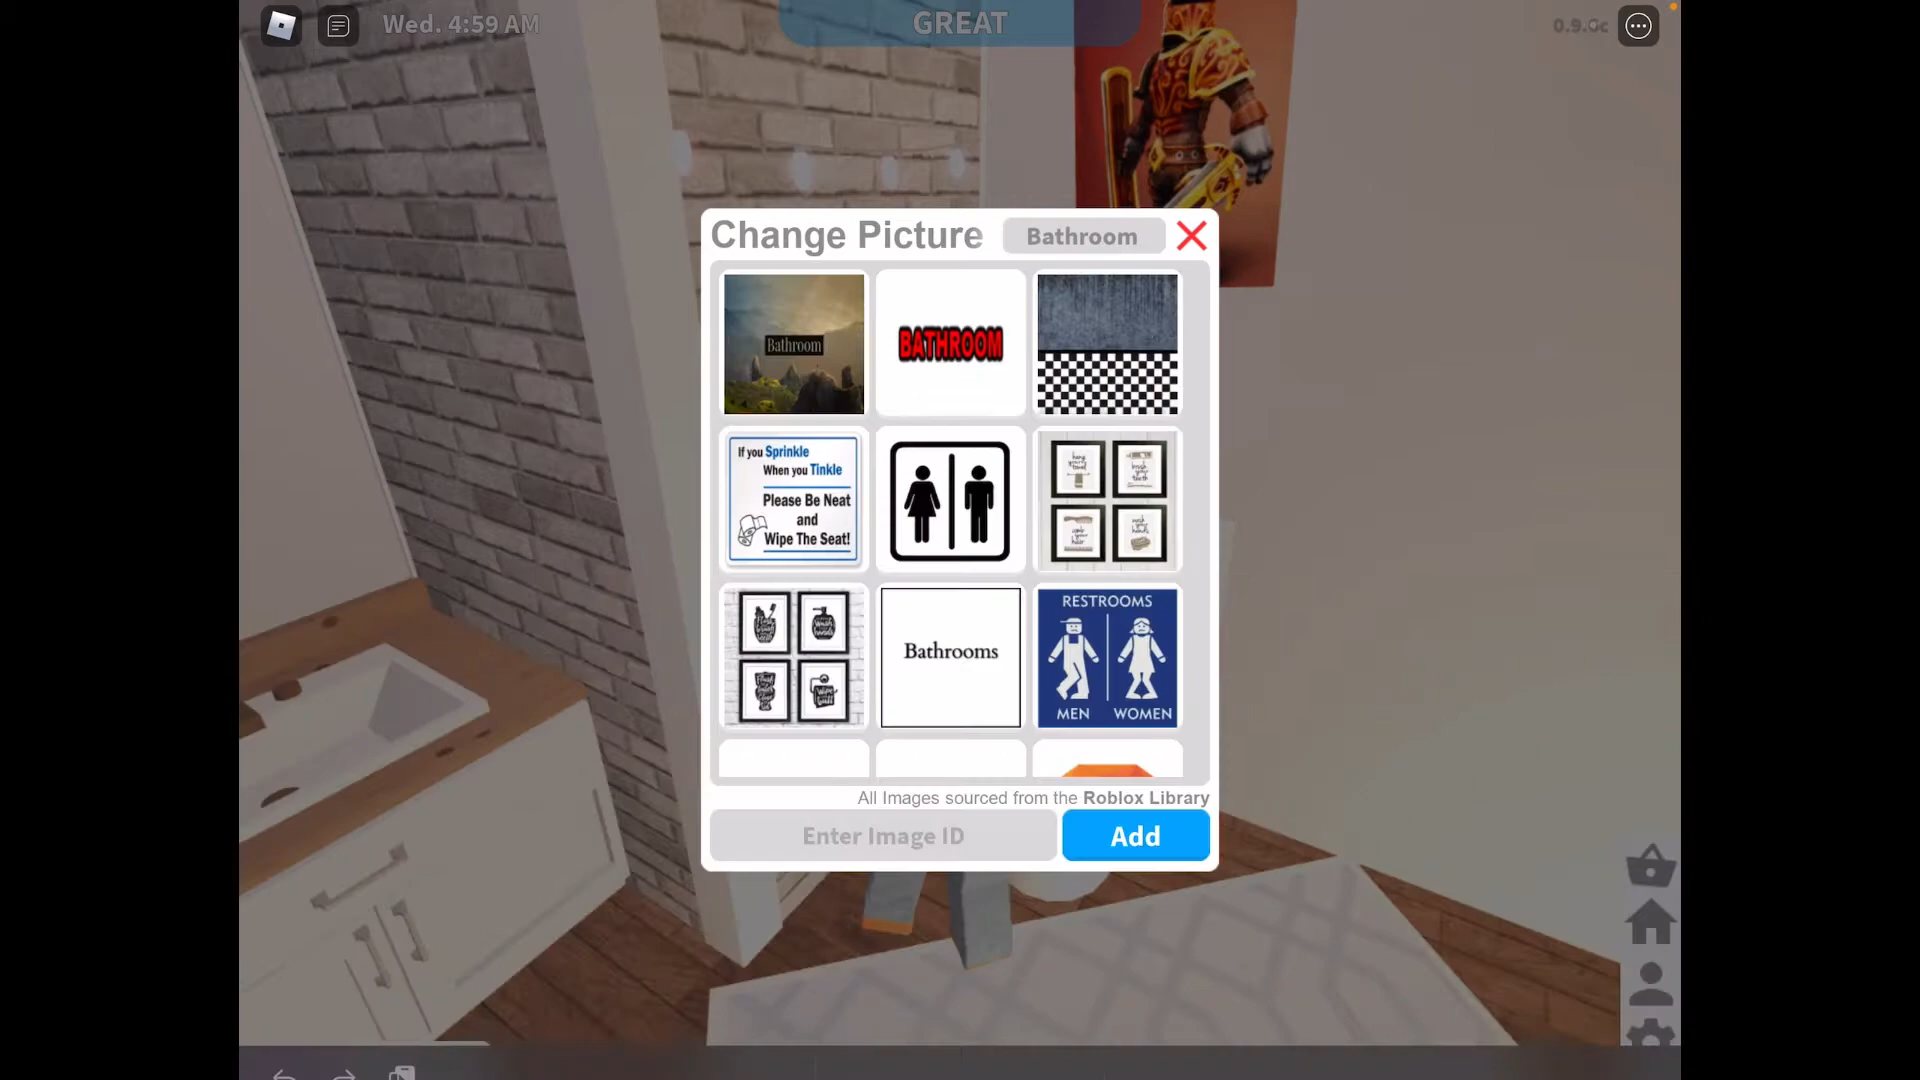 Wed. 4:59 AM
GREAT
Change Picture
Bathroom
Bathroom
BATHROOM
If you Sprinkle
When you Tinkle
Please Be Neat
and
Wipe The Seat!
Bathrooms
RESTROOMS
MEN WOMEN
All Images sourced from the Roblox Library
Enter Image ID
Add